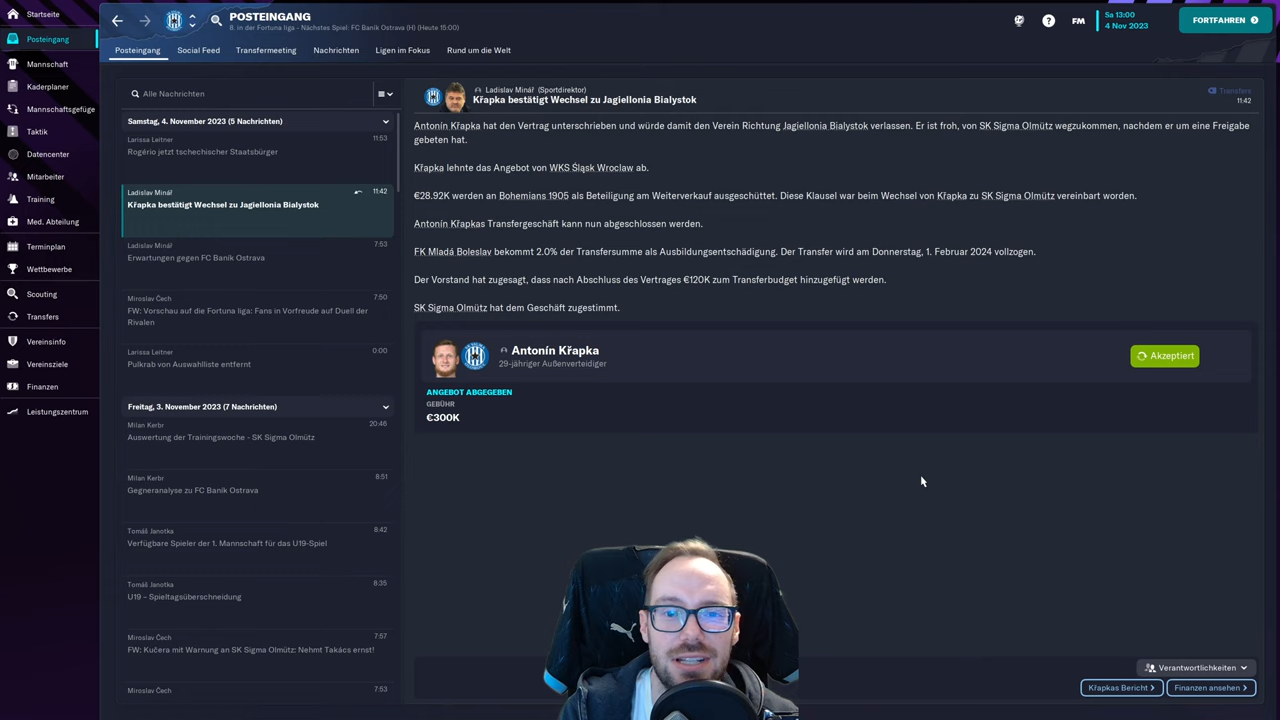 Startseite
Posteingang
Mannschaft
Kaderplaner
Mannschaftsgefüge
Taktik
Datencenter
Mitarbeiter
Training
Med. Abteilung
Terminplan
Wettbewerbe
Scouting
Transfers
Vereinsinfo
Vereinsziele
Finanzen
Leistungszentrum
POSTEINGANG
8. in der Fortuna liga - Nächstes Spiel: FC Baník Ostrava (H) (Heute 15:00)
FM
Sa 13:00
4 Nov 2023
FORTFAHREN
Posteingang Social Feed Transfermeeting Nachrichten Ligen im Fokus Rund um die Welt
Alle Nachrichten
Samstag, 4. November 2023 (5 Nachrichten)
Larissa Leitner 11:53
Rogério jetzt tschechischer Staatsbürger
Ladislav Minář 11:42
Křapka bestätigt Wechsel zu Jagiellonia Bialystok
Ladislav Minář 7:53
Erwartungen gegen FC Baník Ostrava
Miroslav Čech 7:50
FW: Vorschau auf die Fortuna liga: Fans in Vorfreude auf Duell der
Rivalen
Larissa Leitner 0:00
Pulkrab von Auswahlliste entfernt
Freitag, 3. November 2023 (7 Nachrichten)
Milan Kerbr 20:46
Auswertung der Trainingswoche - SK Sigma Olmütz
Milan Kerbr 8:51
Gegneranalyse zu FC Baník Ostrava
Tomáš Janotka 8:42
Verfügbare Spieler der 1. Mannschaft für das U19-Spiel
Tomáš Janotka 8:35
U19 – Spieltagsüberschneidung
Miroslav Čech 7:57
FW: Kučera mit Warnung an SK Sigma Olmütz: Nehmt Takács ernst!
Miroslav Čech 7:53
Ladislav Minář (Sportdirektor)
Křapka bestätigt Wechsel zu Jagiellonia Bialystok
Transfers
11:42
Antonín Křapka hat den Vertrag unterschrieben und würde damit den Verein Richtung Jagiellonia Bialystok verlassen. Er ist froh, von SK Sigma Olmütz wegzukommen, nachdem er um eine Freigabe
gebeten hat.
Křapka lehnte das Angebot von WKS Śląsk Wroclaw ab.
€28.92K werden an Bohemians 1905 als Beteiligung am Weiterverkauf ausgeschüttet. Diese Klausel war beim Wechsel von Křapka zu SK Sigma Olmütz vereinbart worden.
Antonín Křapkas Transfergeschäft kann nun abgeschlossen werden.
FK Mladá Boleslav bekommt 2.0% der Transfersumme als Ausbildungsentschädigung. Der Transfer wird am Donnerstag, 1. Februar 2024 vollzogen.
Der Vorstand hat zugesagt, dass nach Abschluss des Vertrages €120K zum Transferbudget hinzugefügt werden.
SK Sigma Olmütz hat dem Geschäft zugestimmt.
Antonín Křapka
29-jähriger Außenverteidiger
Akzeptiert
ANGEBOT ABGEGEBEN
GEBÜHR
€300K
Verantwortlichkeiten
Křapkas Bericht
Finanzen ansehen